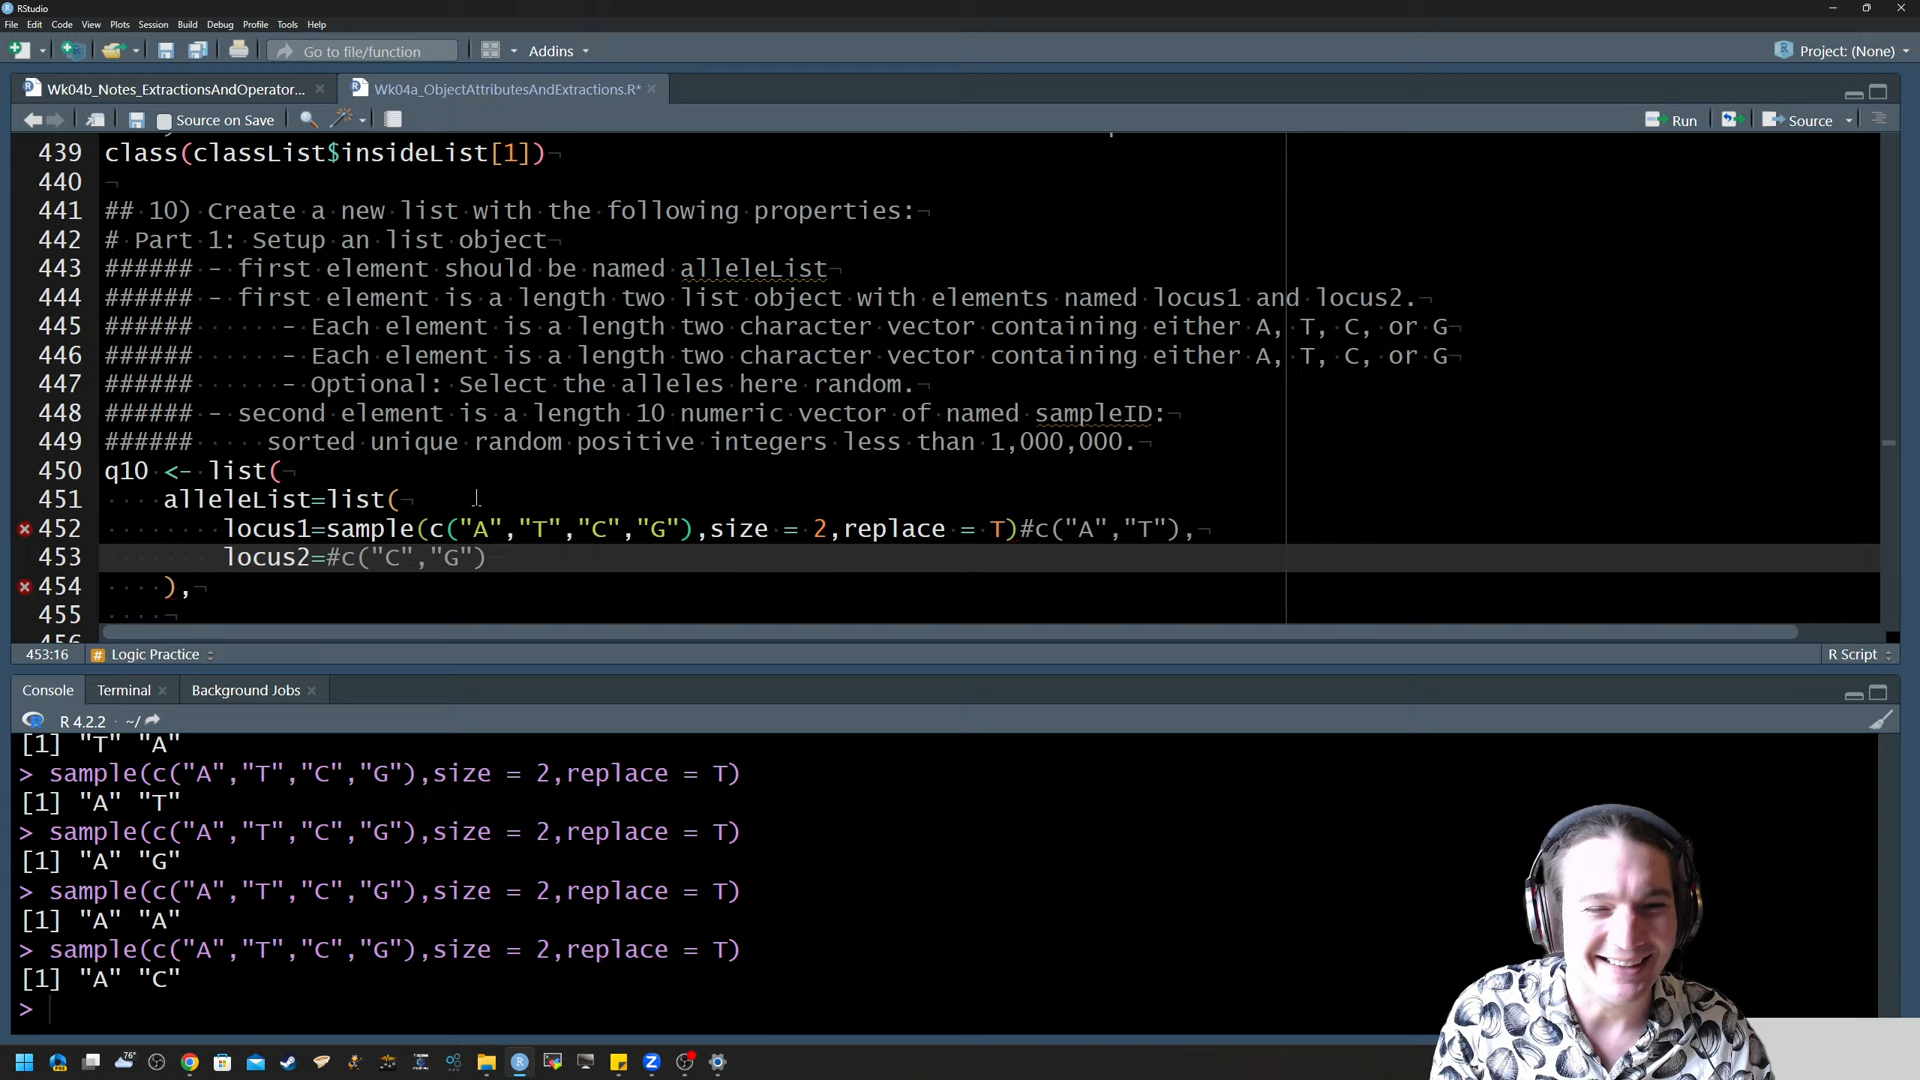 RStudio
File Edit Code View Plots Session Build Debug Profile Tools Help
Go to file/function Addins Project: (None)
Wk04b_Notes_ExtractionsAndOperator... Wk04a_ObjectAttributesAndExtractions.R*
Source on Save Run Source
439 class(classList$insideList[1])
440
441 ## 10) Create a new list with the following properties:
442 # Part 1: Setup an list object
443 ###### - first element should be named alleleList
444 ###### - first element is a length two list object with elements named locus1 and locus2.
445 ###### - Each element is a length two character vector containing either A, T, C, or G
446 ###### - Each element is a length two character vector containing either A, T, C, or G
447 ###### - Optional: Select the alleles here random.
448 ###### - second element is a length 10 numeric vector of named sampleID:
449 ###### sorted unique random positive integers less than 1,000,000.
450 q10 <- list(
451 alleleList=list(
452 locus1=sample(c("A","T","C","G"),size = 2,replace = T)#c("A","T"),
453 locus2=#c("C","G")
454 ),
455
453:16 # Logic Practice R Script
Console Terminal Background Jobs
R 4.2.2 · ~/
[1] "T" "A"
> sample(c("A","T","C","G"),size = 2,replace = T)
[1] "A" "T"
> sample(c("A","T","C","G"),size = 2,replace = T)
[1] "A" "G"
> sample(c("A","T","C","G"),size = 2,replace = T)
[1] "A" "A"
> sample(c("A","T","C","G"),size = 2,replace = T)
[1] "A" "C"
>
76°